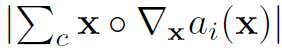 |∑_c 𝐱 ∘ ∇_𝐱 a_i(𝐱)|